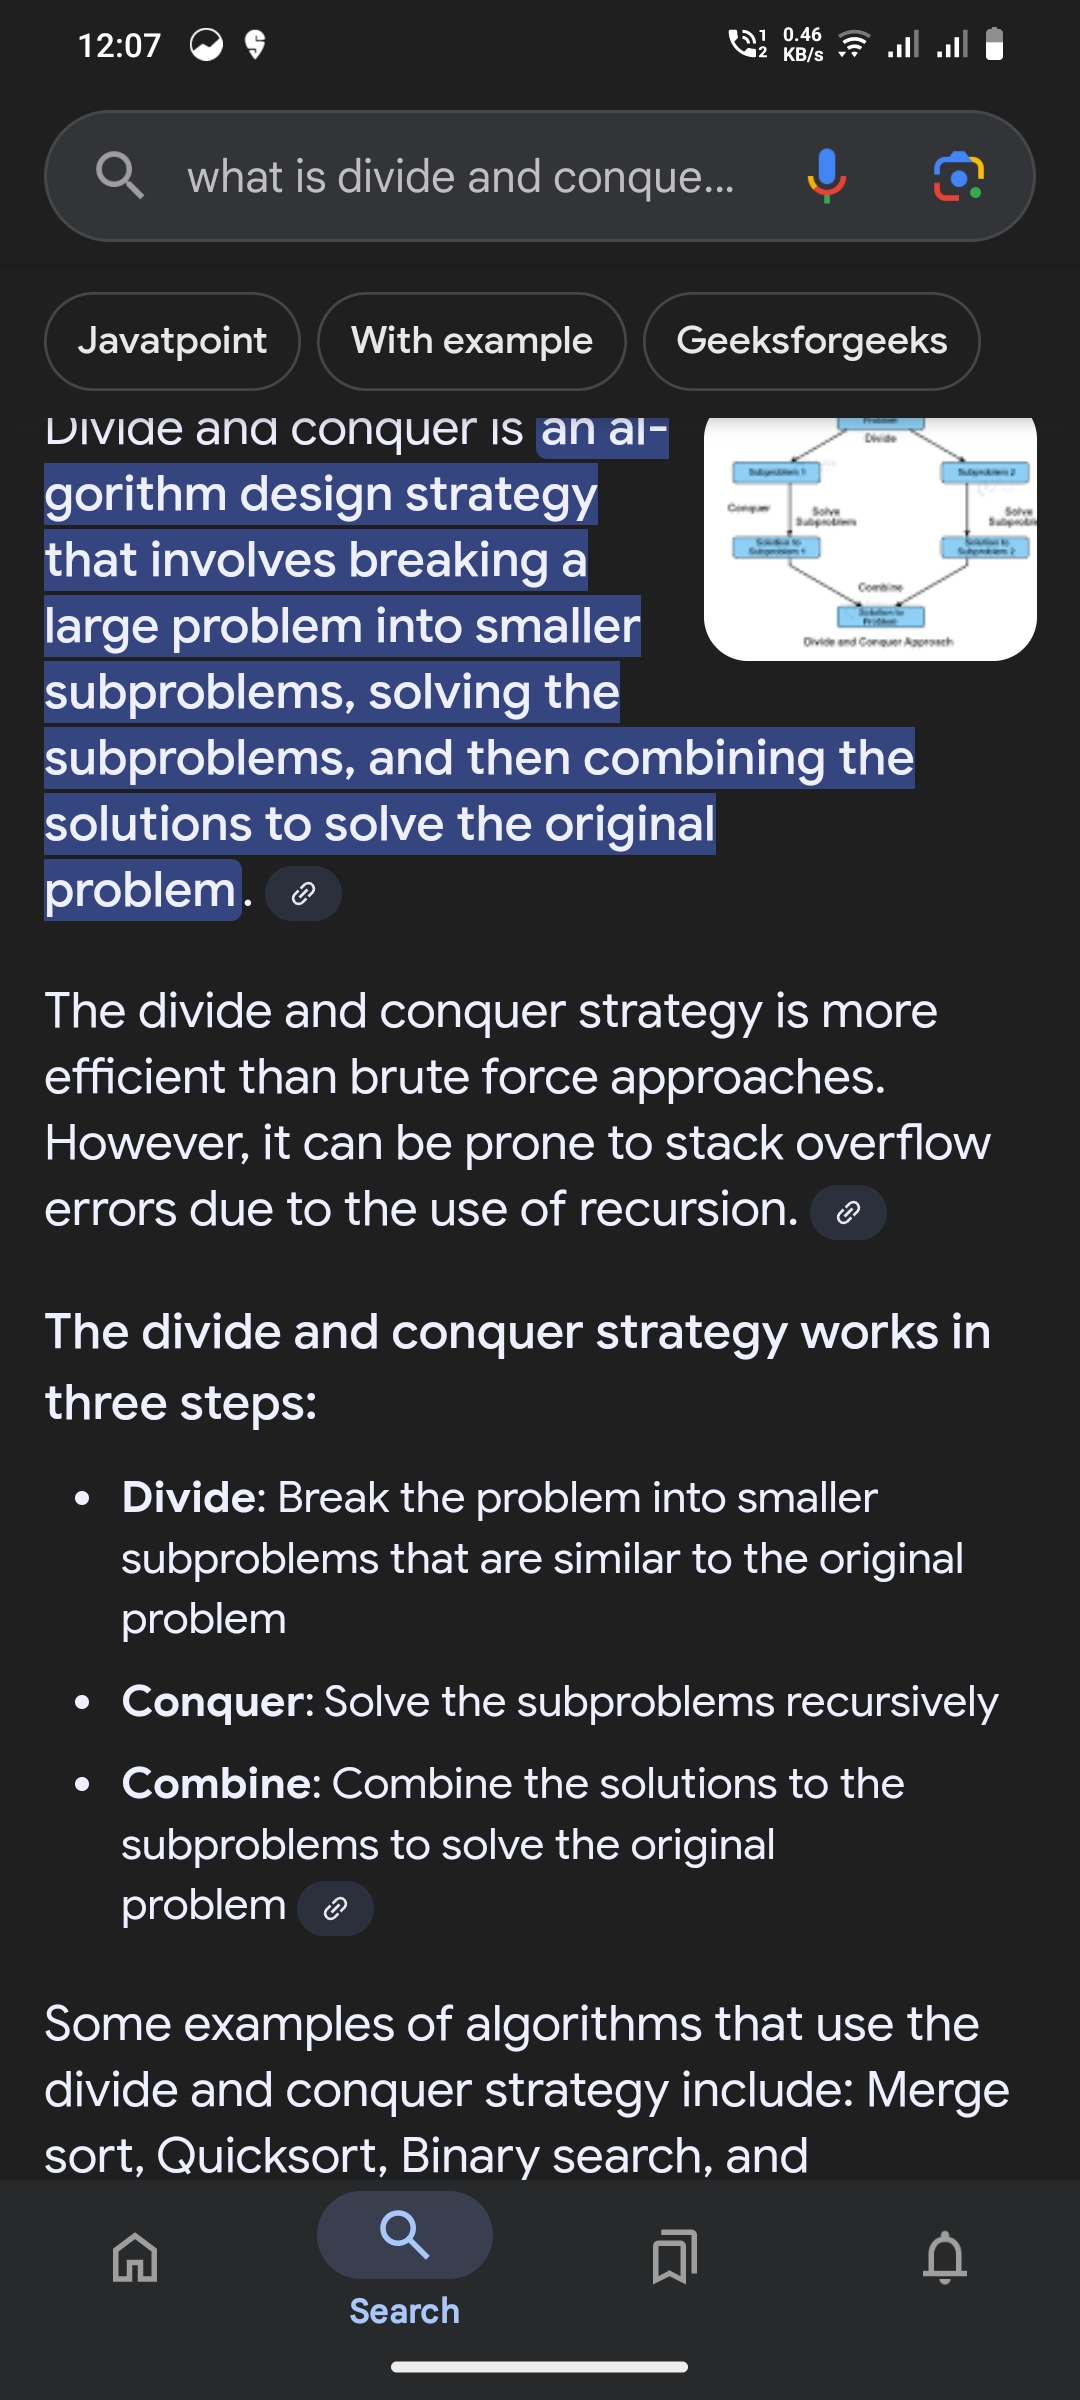 12:07
1
2
0.46
KB/s
what is divide and conque...
Javatpoint
With example
Geeksforgeeks
Divide and conquer is an al-
gorithm design strategy
that involves breaking a
large problem into smaller
subproblems, solving the
subproblems, and then combining the
solutions to solve the original
problem.
Problem
Divide
Subproblem 1
Subproblem 2
Conquer
Solve
Subproblem
Solve
Solution to
Subproblem 1
Solution to
Subproblem 2
Combine
Solution to
Problem
Divide and Conquer Approach
The divide and conquer strategy is more
efficient than brute force approaches.
However, it can be prone to stack overflow
errors due to the use of recursion.
The divide and conquer strategy works in
three steps:
Divide: Break the problem into smaller
subproblems that are similar to the original
problem
Conquer: Solve the subproblems recursively
Combine: Combine the solutions to the
subproblems to solve the original
problem
Some examples of algorithms that use the
divide and conquer strategy include: Merge
sort, Quicksort, Binary search, and
Search